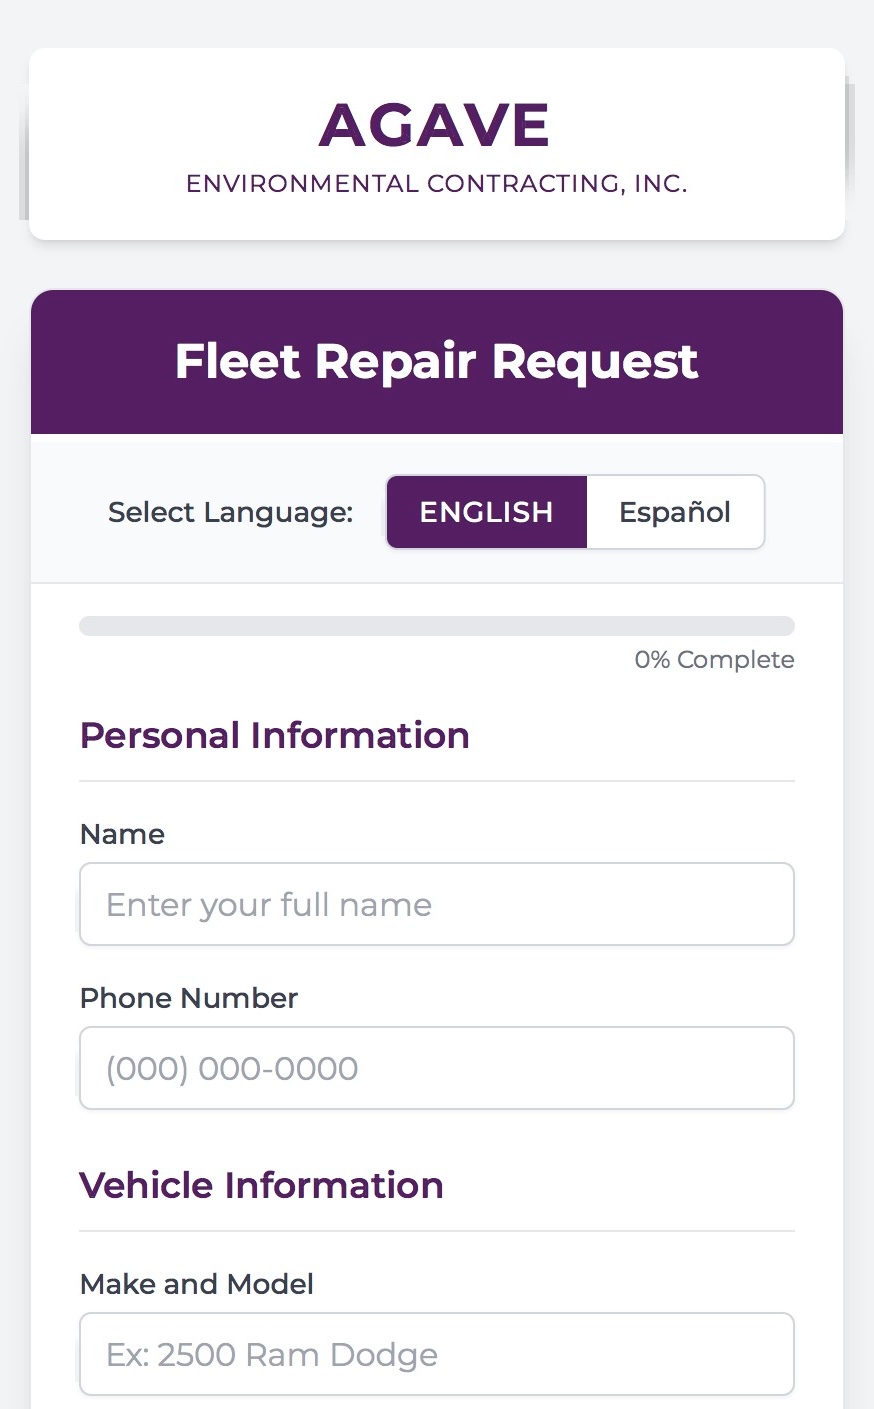 AGAVE
ENVIRONMENTAL CONTRACTING, INC.
Fleet Repair Request
Select Language: ENGLISH Español
0% Complete
Personal Information
Name
Enter your full name
Phone Number
(000) 000-0000
Vehicle Information
Make and Model
Ex: 2500 Ram Dodge